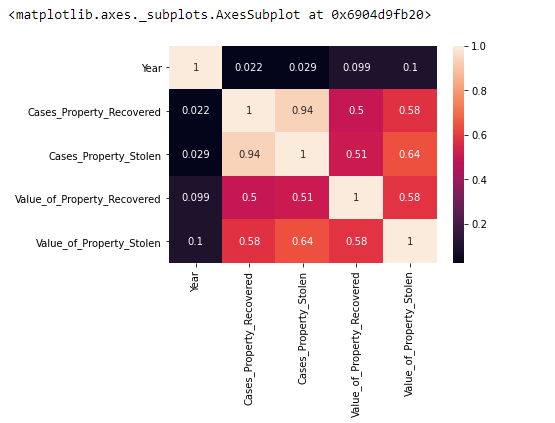 <matplotlib.axes._subplots.AxesSubplot at 0x6904d9fb20>
Year 1 0.022 0.029 0.099 0.1
Cases_Property_Recovered 0.022 1 0.94 0.5 0.58
Cases_Property_Stolen 0.029 0.94 1 0.51 0.64
Value_of_Property_Recovered 0.099 0.5 0.51 1 0.58
Value_of_Property_Stolen 0.1 0.58 0.64 0.58 1
Year
Cases_Property_Recovered
Cases_Property_Stolen
Value_of_Property_Recovered
Value_of_Property_Stolen
1.0
0.8
0.6
0.4
0.2